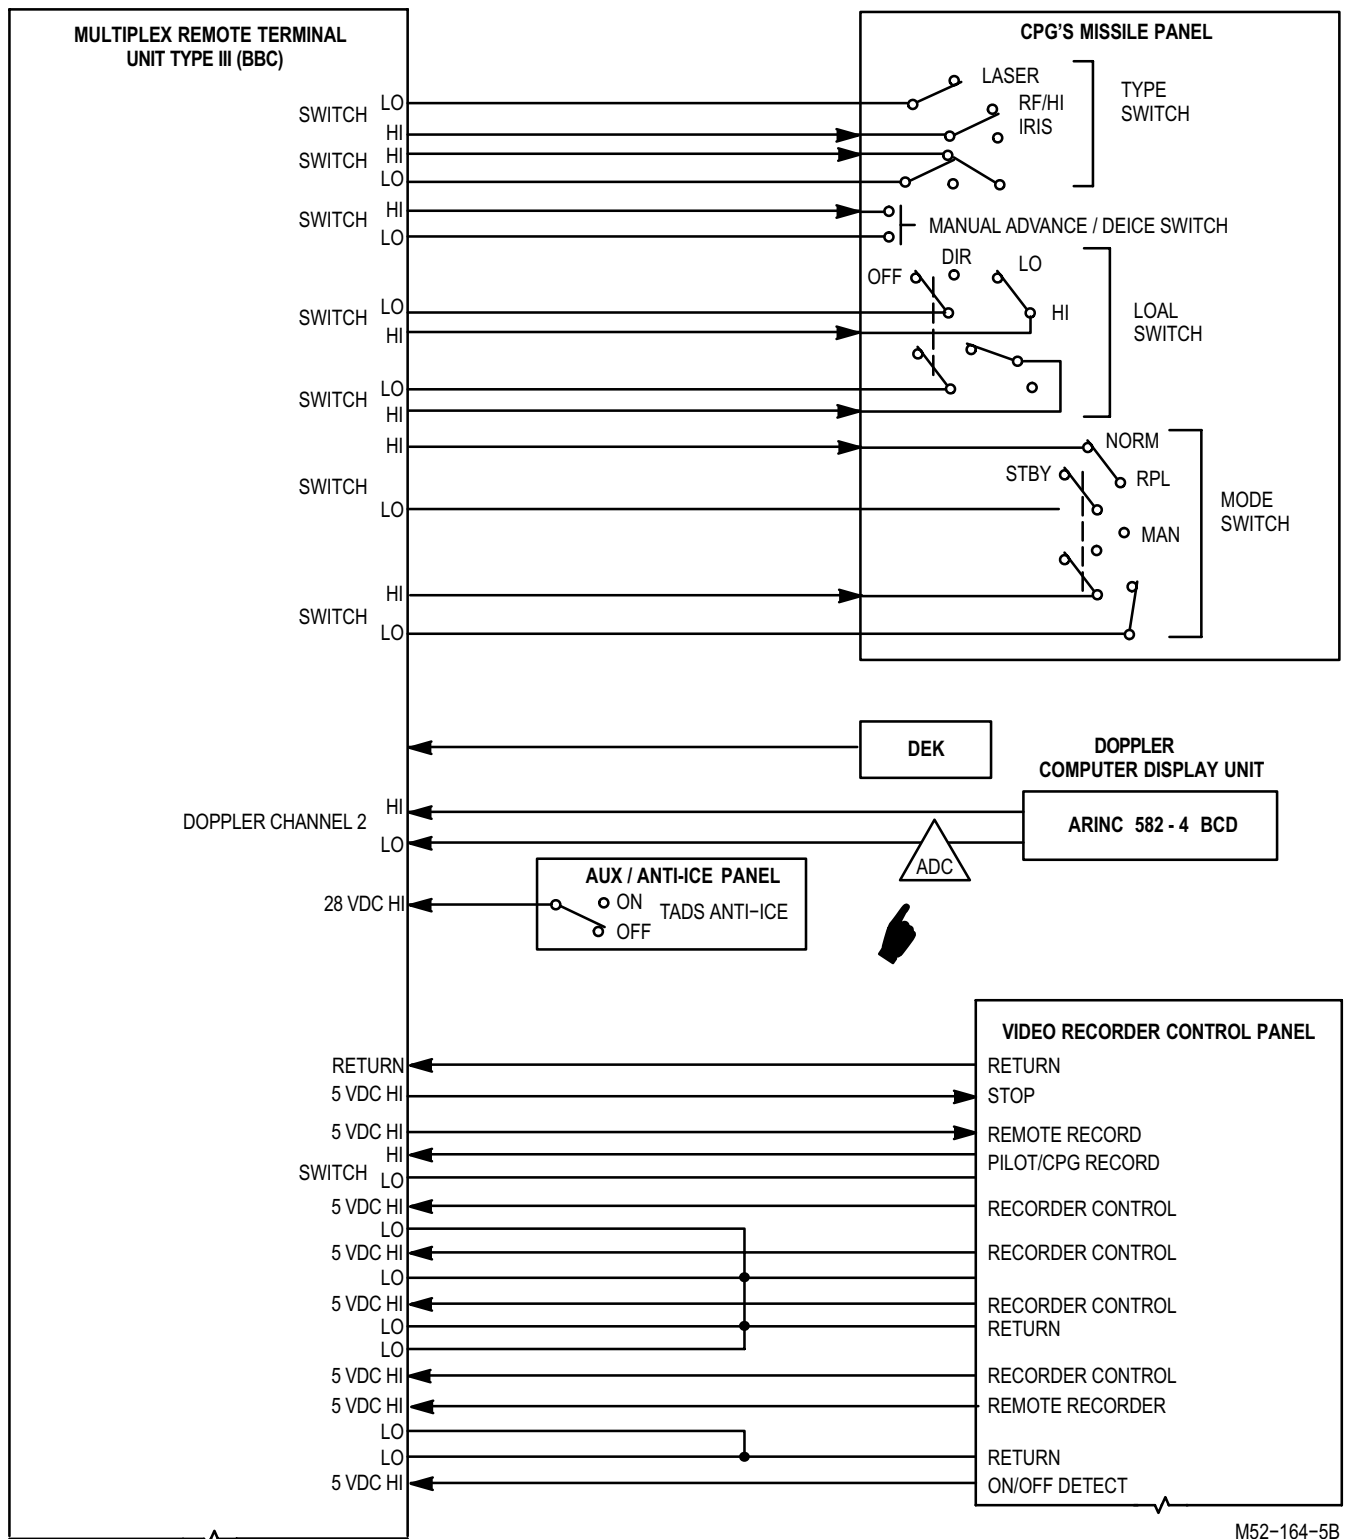 MULTIPLEX REMOTE TERMINAL
UNIT TYPE III (BBC)
CPG'S MISSILE PANEL
SWITCH
LO
HI
LASER
RF/HI
IRIS
TYPE
SWITCH
SWITCH
HI
LO
SWITCH
HI
LO
MANUAL ADVANCE / DEICE SWITCH
OFF
DIR
LO
HI
LOAL
SWITCH
SWITCH
LO
HI
SWITCH
LO
HI
HI
SWITCH
LO
NORM
STBY
RPL
MAN
MODE
SWITCH
SWITCH
HI
LO
DEK
DOPPLER
COMPUTER DISPLAY UNIT
ARINC 582 - 4 BCD
DOPPLER CHANNEL 2
HI
LO
ADC
28 VDC HI
AUX / ANTI-ICE PANEL
ON
TADS ANTI−ICE
OFF
VIDEO RECORDER CONTROL PANEL
RETURN
RETURN
5 VDC HI
STOP
5 VDC HI
REMOTE RECORD
SWITCH
HI
PILOT/CPG RECORD
LO
5 VDC HI
RECORDER CONTROL
LO
5 VDC HI
RECORDER CONTROL
LO
5 VDC HI
RECORDER CONTROL
LO
RETURN
LO
5 VDC HI
RECORDER CONTROL
5 VDC HI
REMOTE RECORDER
LO
LO
RETURN
5 VDC HI
ON/OFF DETECT
M52−164−5B